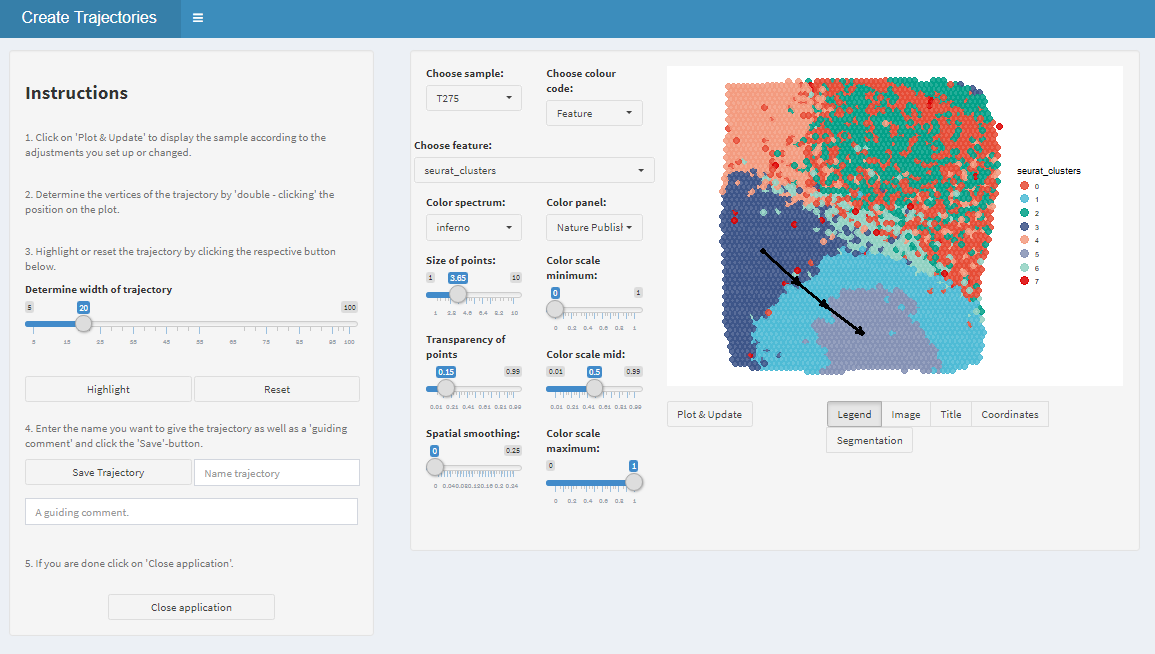 Create Trajectories
Instructions
1. Click on 'Plot & Update' to display the sample according to the
adjustments you set up or changed.
2. Determine the vertices of the trajectory by 'double - clicking' the
position on the plot.
3. Highlight or reset the trajectory by clicking the respective button
below.
Determine width of trajectory
5 20 100
5 15 25 35 45 55 65 75 85 95 100
Highlight Reset
4. Enter the name you want to give the trajectory as well as a 'guiding
comment' and click the 'Save'-button.
Save Trajectory Name trajectory
A guiding comment.
5. If you are done click on 'Close application'.
Close application
Choose sample:
T275
Choose colour
code:
Feature
Choose feature:
seurat_clusters
Color spectrum:
inferno
Color panel:
Nature Publisl
Size of points:
1 3.65 10
1 2.8 4.6 6.4 8.2 10
Color scale
minimum:
0 1
0 0.2 0.4 0.6 0.8 1
Transparency of
points
0.15 0.99
0.01 0.21 0.41 0.61 0.81 0.99
Color scale mid:
0.01 0.5 0.99
0.01 0.21 0.41 0.61 0.81 0.99
Spatial smoothing:
0 0.25
0 0.04 0.08 0.12 0.16 0.2 0.24
Color scale
maximum:
0 1
0 0.2 0.4 0.6 0.8 1
seurat_clusters
0
1
2
3
4
5
6
7
Plot & Update
Legend Image Title Coordinates
Segmentation